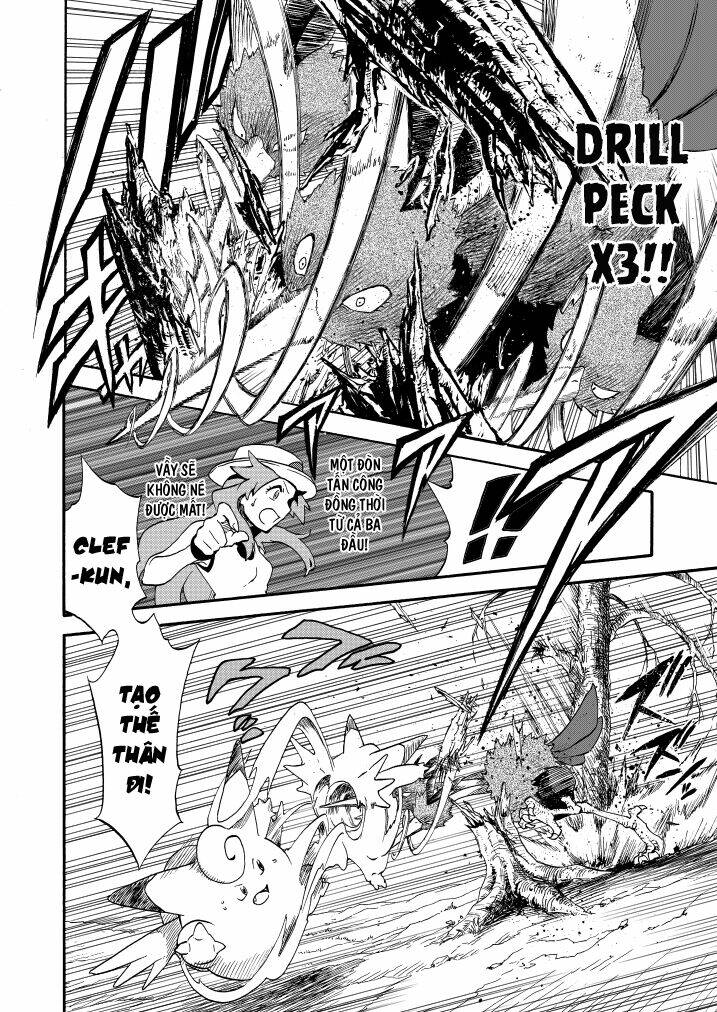 DRILL
PECK
X3!!
MỘT ĐÒN
TẤN CÔNG
ĐỒNG THỜI
TỪ CẢ BA
ĐẦU!
VẦY SẼ
KHÔNG NÉ
ĐƯỢC MẤT!
!!
CLEF
-KUN,
TẠO
THẾ
THÂN
ĐI!